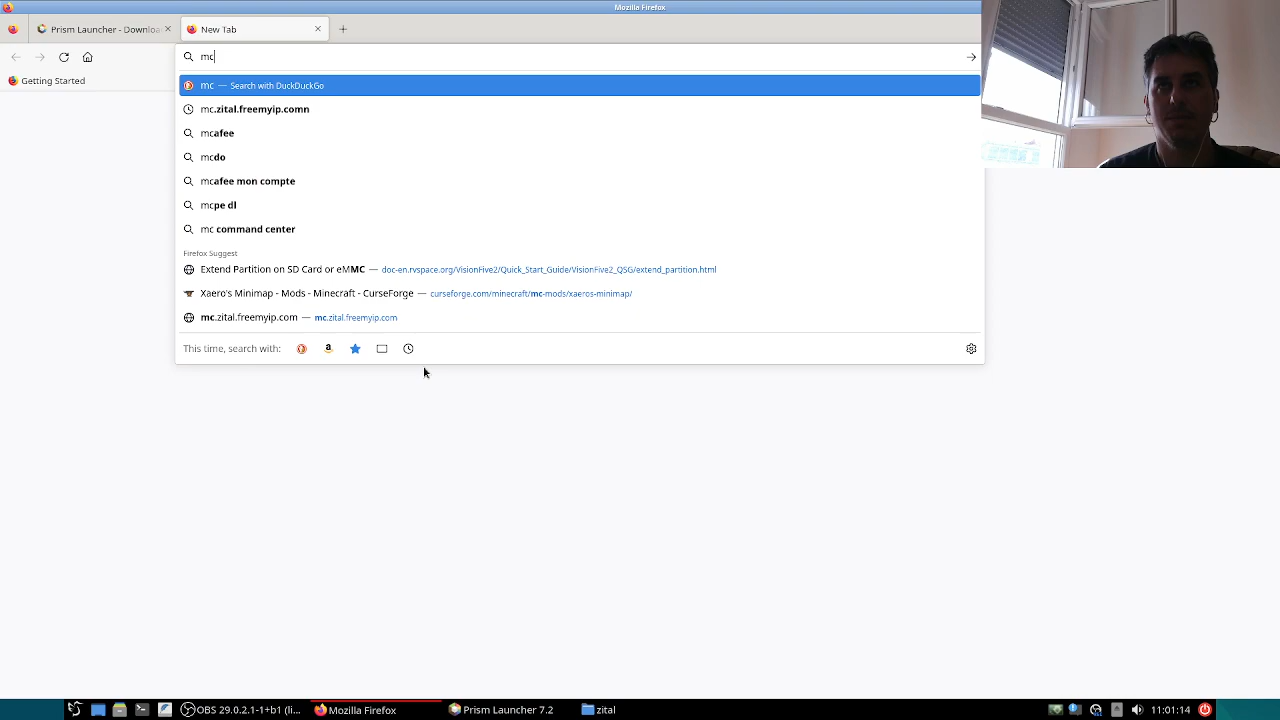 Mozilla Firefox
Prism Launcher - Downloa
New Tab
mc
Getting Started
mc — Search with DuckDuckGo
mc.zital.freemyip.comn
mcafee
mcdo
mcafee mon compte
mcpe dl
mc command center
Firefox Suggest
Extend Partition on SD Card or eMMC — doc-en.rvspace.org/VisionFive2/Quick_Start_Guide/VisionFive2_QSG/extend_partition.html
Xaero's Minimap - Mods - Minecraft - CurseForge — curseforge.com/minecraft/mc-mods/xaeros-minimap/
mc.zital.freemyip.com — mc.zital.freemyip.com
This time, search with:
OBS 29.0.2.1-1+b1 (li...
Mozilla Firefox
Prism Launcher 7.2
zital
11:01:14